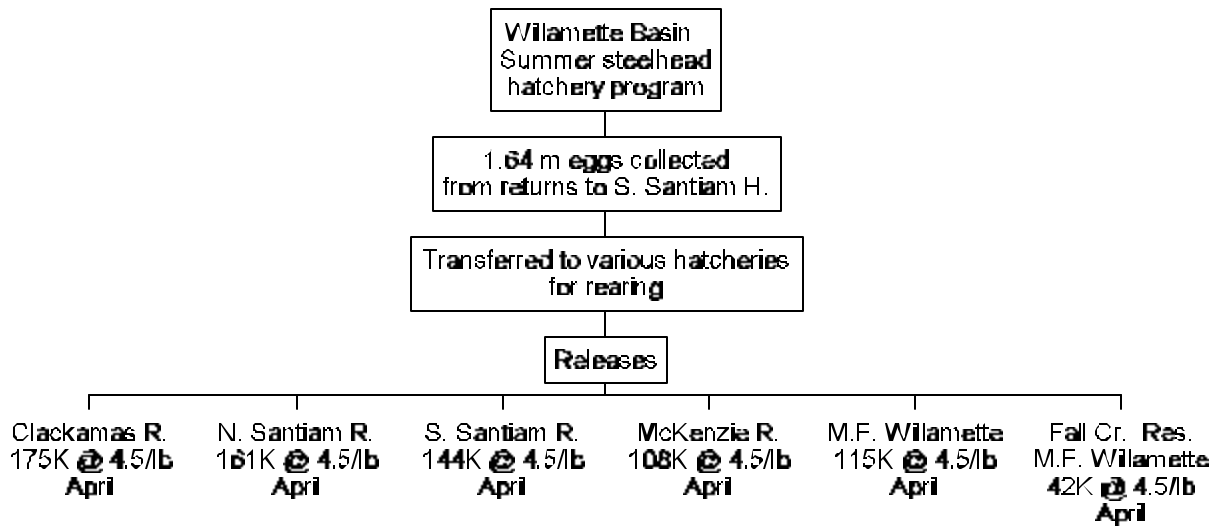 Willamette Basin
Summer steelhead
hatchery program
1.64 m eggs collected
from returns to S. Santiam H.
Transferred to various hatcheries
for rearing
Releases
Clackamas R.
175K @ 4.5/lb
April
N. Santiam R.
161K @ 4.5/lb
April
S. Santiam R.
144K @ 4.5/lb
April
McKenzie R.
108K @ 4.5/lb
April
M.F. Willamette
115K @ 4.5/lb
April
Fall Cr. Res.
M.F. Willamette
42K @ 4.5/lb
April